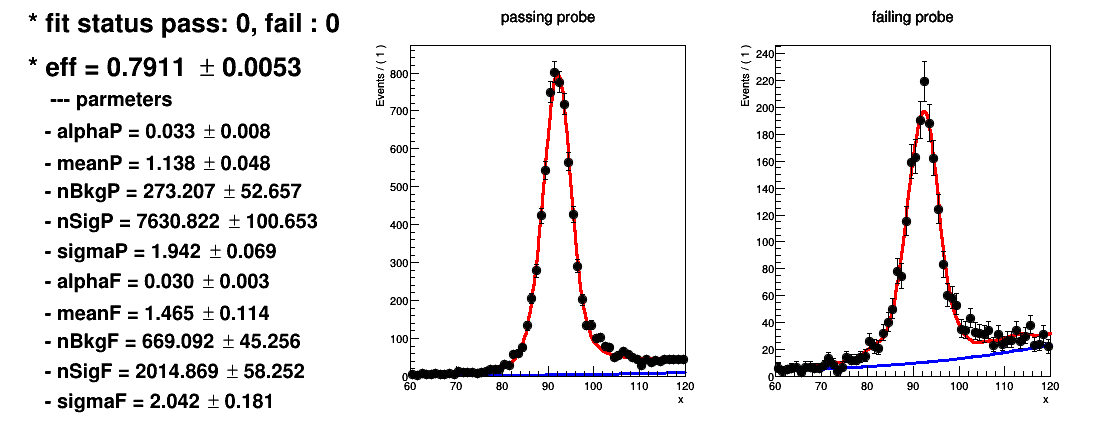 * fit status pass: 0, fail : 0
* eff = 0.7911 ± 0.0053
--- parmeters
- alphaP = 0.033 ± 0.008
- meanP = 1.138 ± 0.048
- nBkgP = 273.207 ± 52.657
- nSigP = 7630.822 ± 100.653
- sigmaP = 1.942 ± 0.069
- alphaF = 0.030 ± 0.003
- meanF = 1.465 ± 0.114
- nBkgF = 669.092 ± 45.256
- nSigF = 2014.869 ± 58.252
- sigmaF = 2.042 ± 0.181
passing probe
Events / ( 1 )
800
700
600
500
400
300
200
100
0
60 70 80 90 100 110 120
x
failing probe
Events / ( 1 )
240
220
200
180
160
140
120
100
80
60
40
20
0
60 70 80 90 100 110 120
x